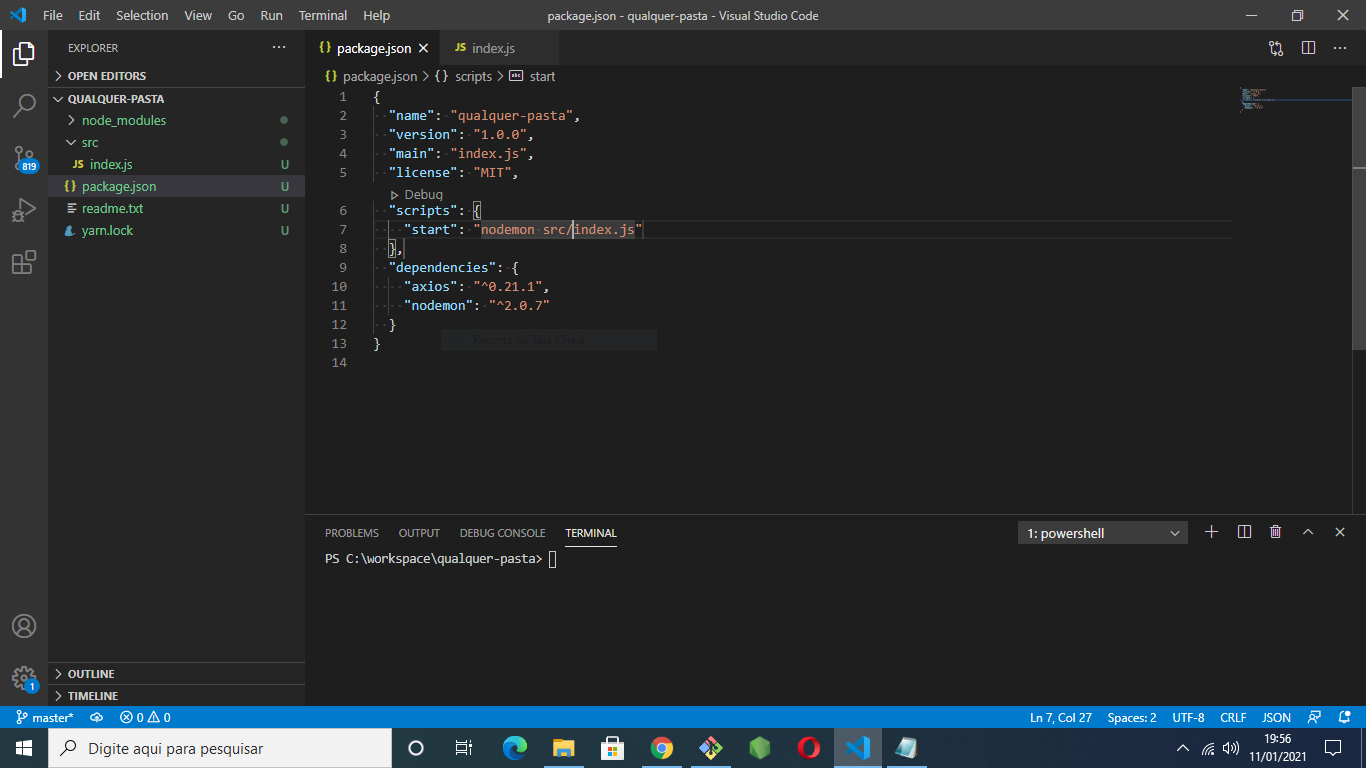 File Edit Selection View Go Run Terminal Help package.json - qualquer-pasta - Visual Studio Code
EXPLORER
OPEN EDITORS
QUALQUER-PASTA
node_modules
src
JS index.js U
{} package.json U
readme.txt U
yarn.lock U
OUTLINE
TIMELINE
819
1
{} package.json JS index.js
{} package.json > {} scripts > abc start
1 {
2 "name": "qualquer-pasta",
3 "version": "1.0.0",
4 "main": "index.js",
5 "license": "MIT",
Debug
6 "scripts": {
7 "start": "nodemon src/index.js"
8 },
9 "dependencies": {
10 "axios": "^0.21.1",
11 "nodemon": "^2.0.7"
12 }
13 }
14
Recorte de Tela Cheia
PROBLEMS OUTPUT DEBUG CONSOLE TERMINAL 1: powershell
PS C:\workspace\qualquer-pasta>
master* 0 0 Ln 7, Col 27 Spaces: 2 UTF-8 CRLF JSON
Digite aqui para pesquisar
19:56
11/01/2021